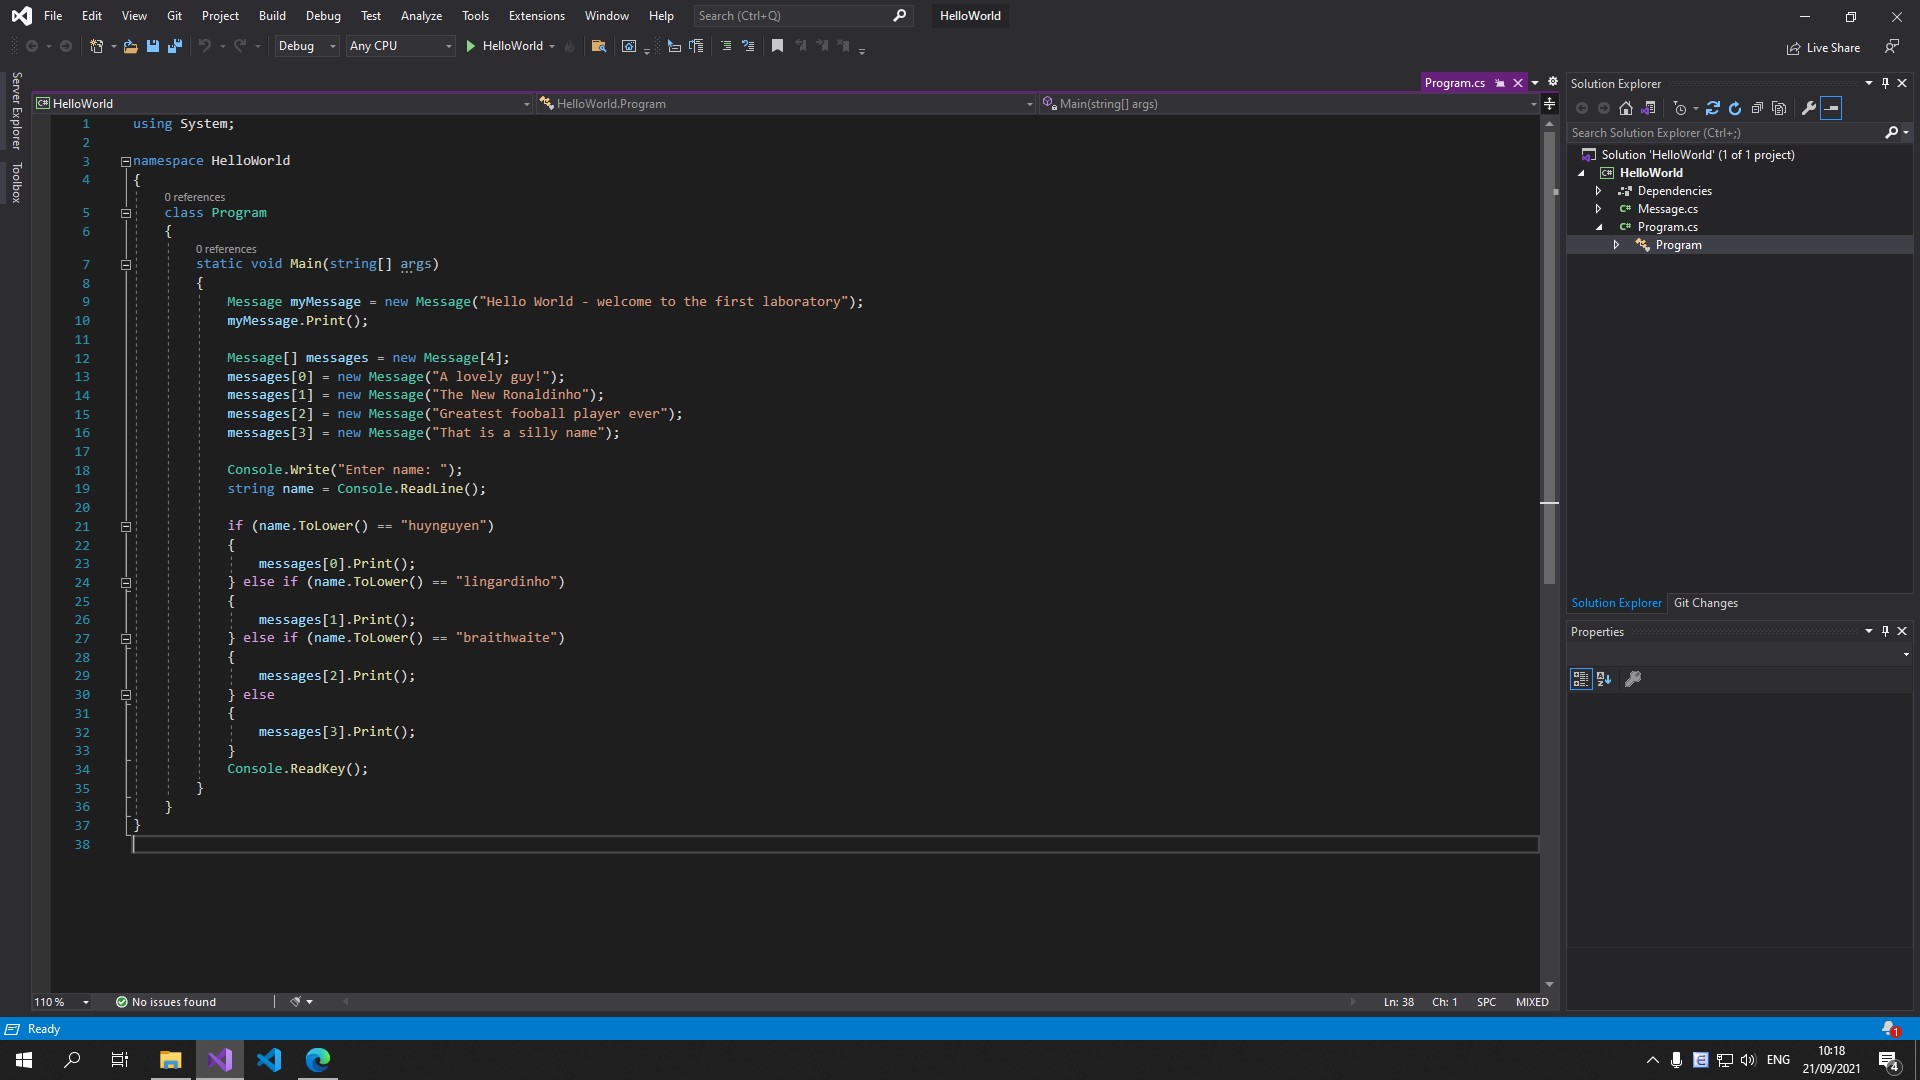 File Edit View Git Project Build Debug Test Analyze Tools Extensions Window Help Search (Ctrl+Q) HelloWorld
Debug Any CPU HelloWorld Live Share
Server Explorer
Toolbox
Program.cs
HelloWorld HelloWorld.Program Main(string[] args)
1 using System;
2
3 namespace HelloWorld
4 {
0 references
5 class Program
6 {
0 references
7 static void Main(string[] args)
8 {
9 Message myMessage = new Message("Hello World - welcome to the first laboratory");
10 myMessage.Print();
11
12 Message[] messages = new Message[4];
13 messages[0] = new Message("A lovely guy!");
14 messages[1] = new Message("The New Ronaldinho");
15 messages[2] = new Message("Greatest fooball player ever");
16 messages[3] = new Message("That is a silly name");
17
18 Console.Write("Enter name: ");
19 string name = Console.ReadLine();
20
21 if (name.ToLower() == "huynguyen")
22 {
23 messages[0].Print();
24 } else if (name.ToLower() == "lingardinho")
25 {
26 messages[1].Print();
27 } else if (name.ToLower() == "braithwaite")
28 {
29 messages[2].Print();
30 } else
31 {
32 messages[3].Print();
33 }
34 Console.ReadKey();
35 }
36 }
37 }
38
110 % No issues found Ln: 38 Ch: 1 SPC MIXED
Solution Explorer
Search Solution Explorer (Ctrl+;)
Solution 'HelloWorld' (1 of 1 project)
C# HelloWorld
Dependencies
C# Message.cs
C# Program.cs
Program
Solution Explorer Git Changes
Properties
Ready 1
ENG 10:18
21/09/2021 4